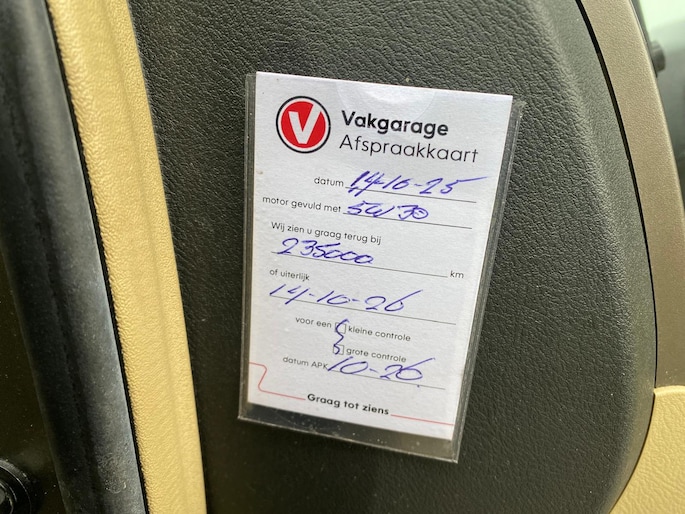 V Vakgarage
Afspraakkaart
datum 14-10-25
motor gevuld met 5W30
Wij zien u graag terug bij
235000 km
of uiterlijk
14-10-26
voor een kleine controle
grote controle
datum APK 10-26
Graag tot ziens